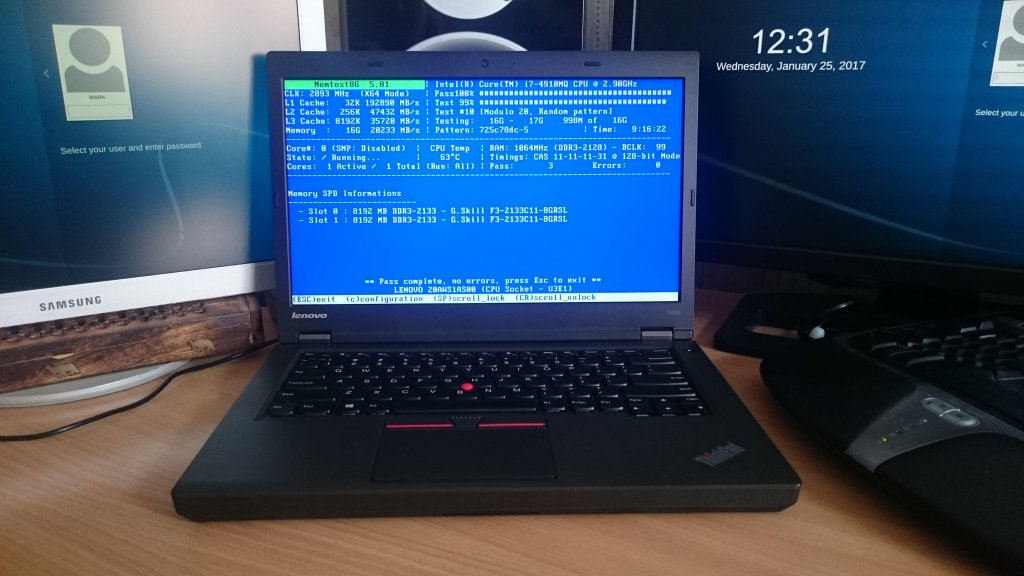 MARK
Select your user and enter password
SAMSUNG
Memtest86 5.01 | Intel(R) Core(TM) i7-4910MQ CPU @ 2.90GHz
CLK: 2893 MHz (X64 Mode) | Pass100% ########################################
L1 Cache: 32K 192890 MB/s | Test 99% ########################################
L2 Cache: 256K 47432 MB/s | Test #10 [Modulo 20, Random pattern]
L3 Cache: 8192K 35720 MB/s | Testing: 16G - 17G 998M of 16G
Memory : 16G 20233 MB/s | Pattern: 725c78dc-5 | Time: 9:16:22
Core#: 0 (SMP: Disabled) | CPU Temp | RAM: 1064MHz (DDR3-2128) - BCLK: 99
State: / Running... | 63°C | Timings: CAS 11-11-11-31 @ 128-bit Mode
Cores: 1 Active / 1 Total (Run: All) | Pass: 3 Errors: 0
Memory SPD Informations
- Slot 0 : 8192 MB DDR3-2133 - G.Skill F3-2133C11-8GRSL
- Slot 1 : 8192 MB DDR3-2133 - G.Skill F3-2133C11-8GRSL
** Pass complete, no errors, press Esc to exit **
LENOVO 20AWS1AS00 (CPU Socket - U3E1)
(ESC)exit (c)configuration (SP)scroll_lock (CR)scroll_unlock
lenovo
ThinkPad
12:31
Wednesday, January 25, 2017
Select your u